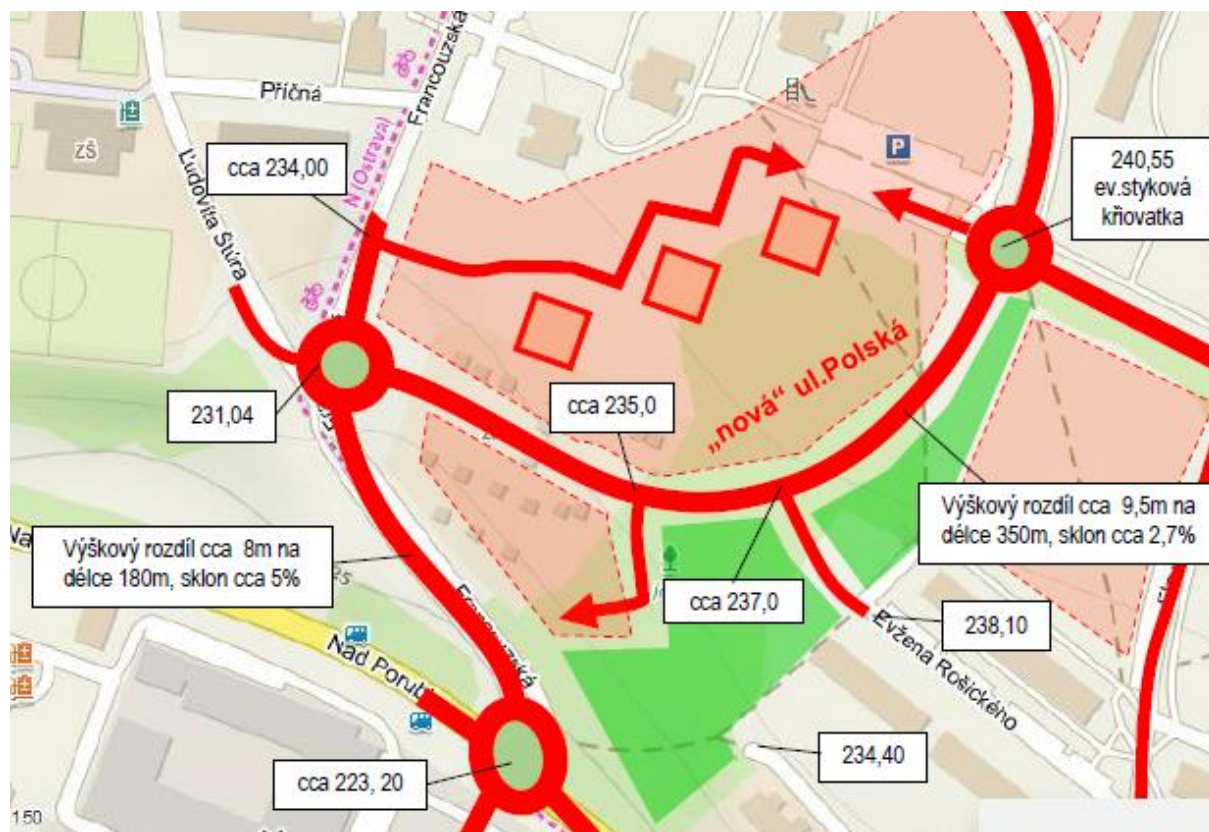 Příčná
Francouzská
ZŠ
Ľudovíta Štúra
N (Ostrava)
cca 234,00
P
240,55
ev.styková
křiovatka
231,04
cca 235,0
„nová“ ul.Polská
Výškový rozdíl cca 9,5m na
délce 350m, sklon cca 2,7%
Výškový rozdíl cca 8m na
délce 180m, sklon cca 5%
cca 237,0
238,10
Evžena Rošického
Francouzská
Nad Porub
234,40
cca 223, 20
150